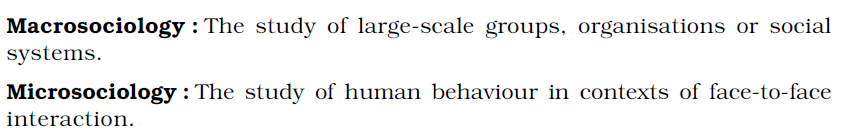 Macrosociology : The study of large-scale groups, organisations or social
systems.
Microsociology : The study of human behaviour in contexts of face-to-face
interaction.